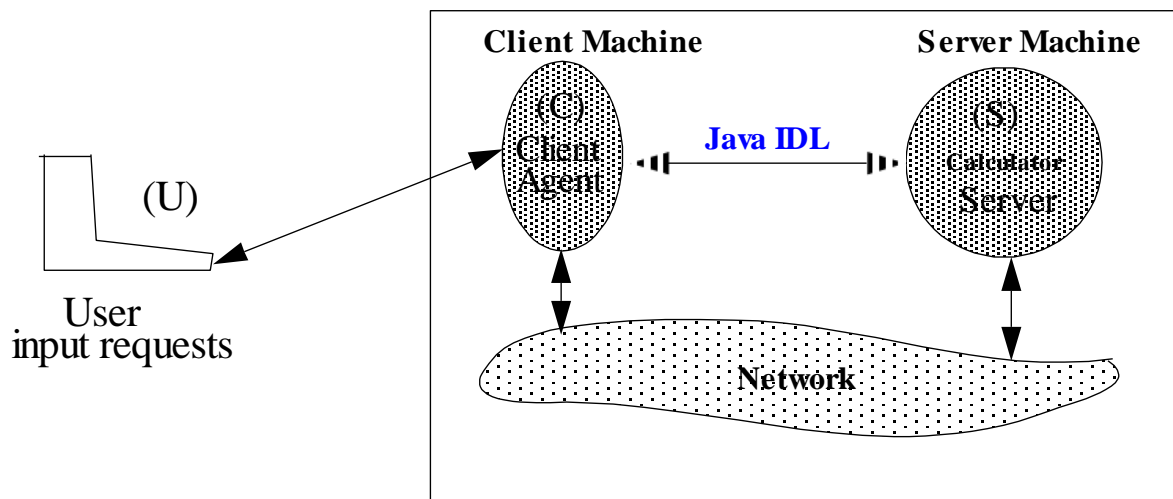 Client Machine
Server Machine
(C)
Client
Agent
Java IDL
(S)
Calculator
Server
(U)
User
input requests
Network